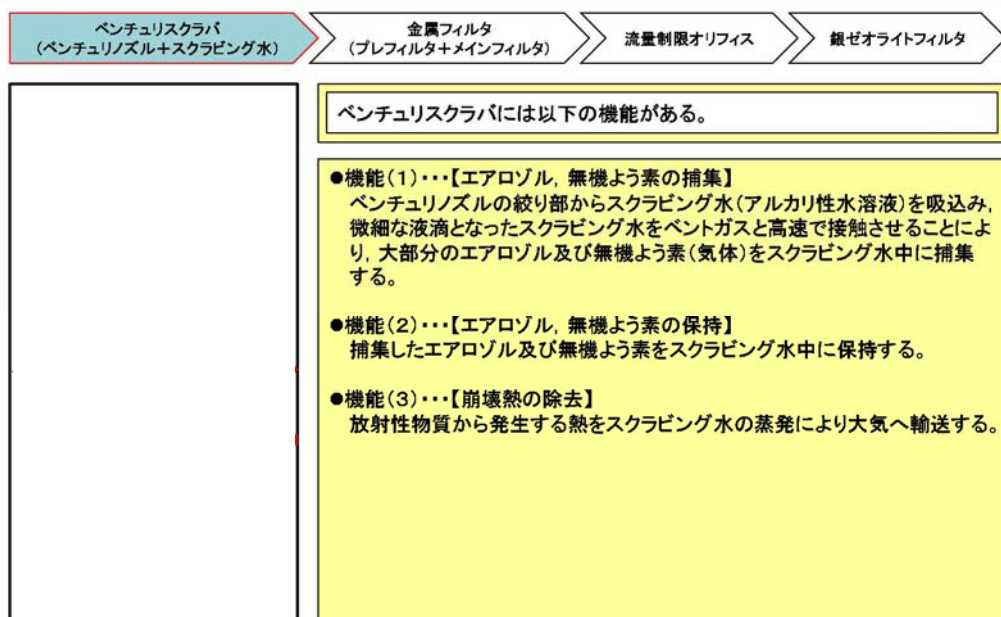 ベンチュリスクラバ
(ベンチュリノズル+スクラビング水)
金属フィルタ
(プレフィルタ+メインフィルタ)
流量制限オリフィス
銀ゼオライトフィルタ
ベンチュリスクラバには以下の機能がある。
●機能(1)・・・【エアロゾル, 無機よう素の捕集】
ベンチュリノズルの絞り部からスクラビング水(アルカリ性水溶液)を吸込み,
微細な液滴となったスクラビング水をベントガスと高速で接触させることによ
り, 大部分のエアロゾル及び無機よう素(気体)をスクラビング水中に捕集
する。
●機能(2)・・・【エアロゾル, 無機よう素の保持】
捕集したエアロゾル及び無機よう素をスクラビング水中に保持する。
●機能(3)・・・【崩壊熱の除去】
放射性物質から発生する熱をスクラビング水の蒸発により大気へ輸送する。